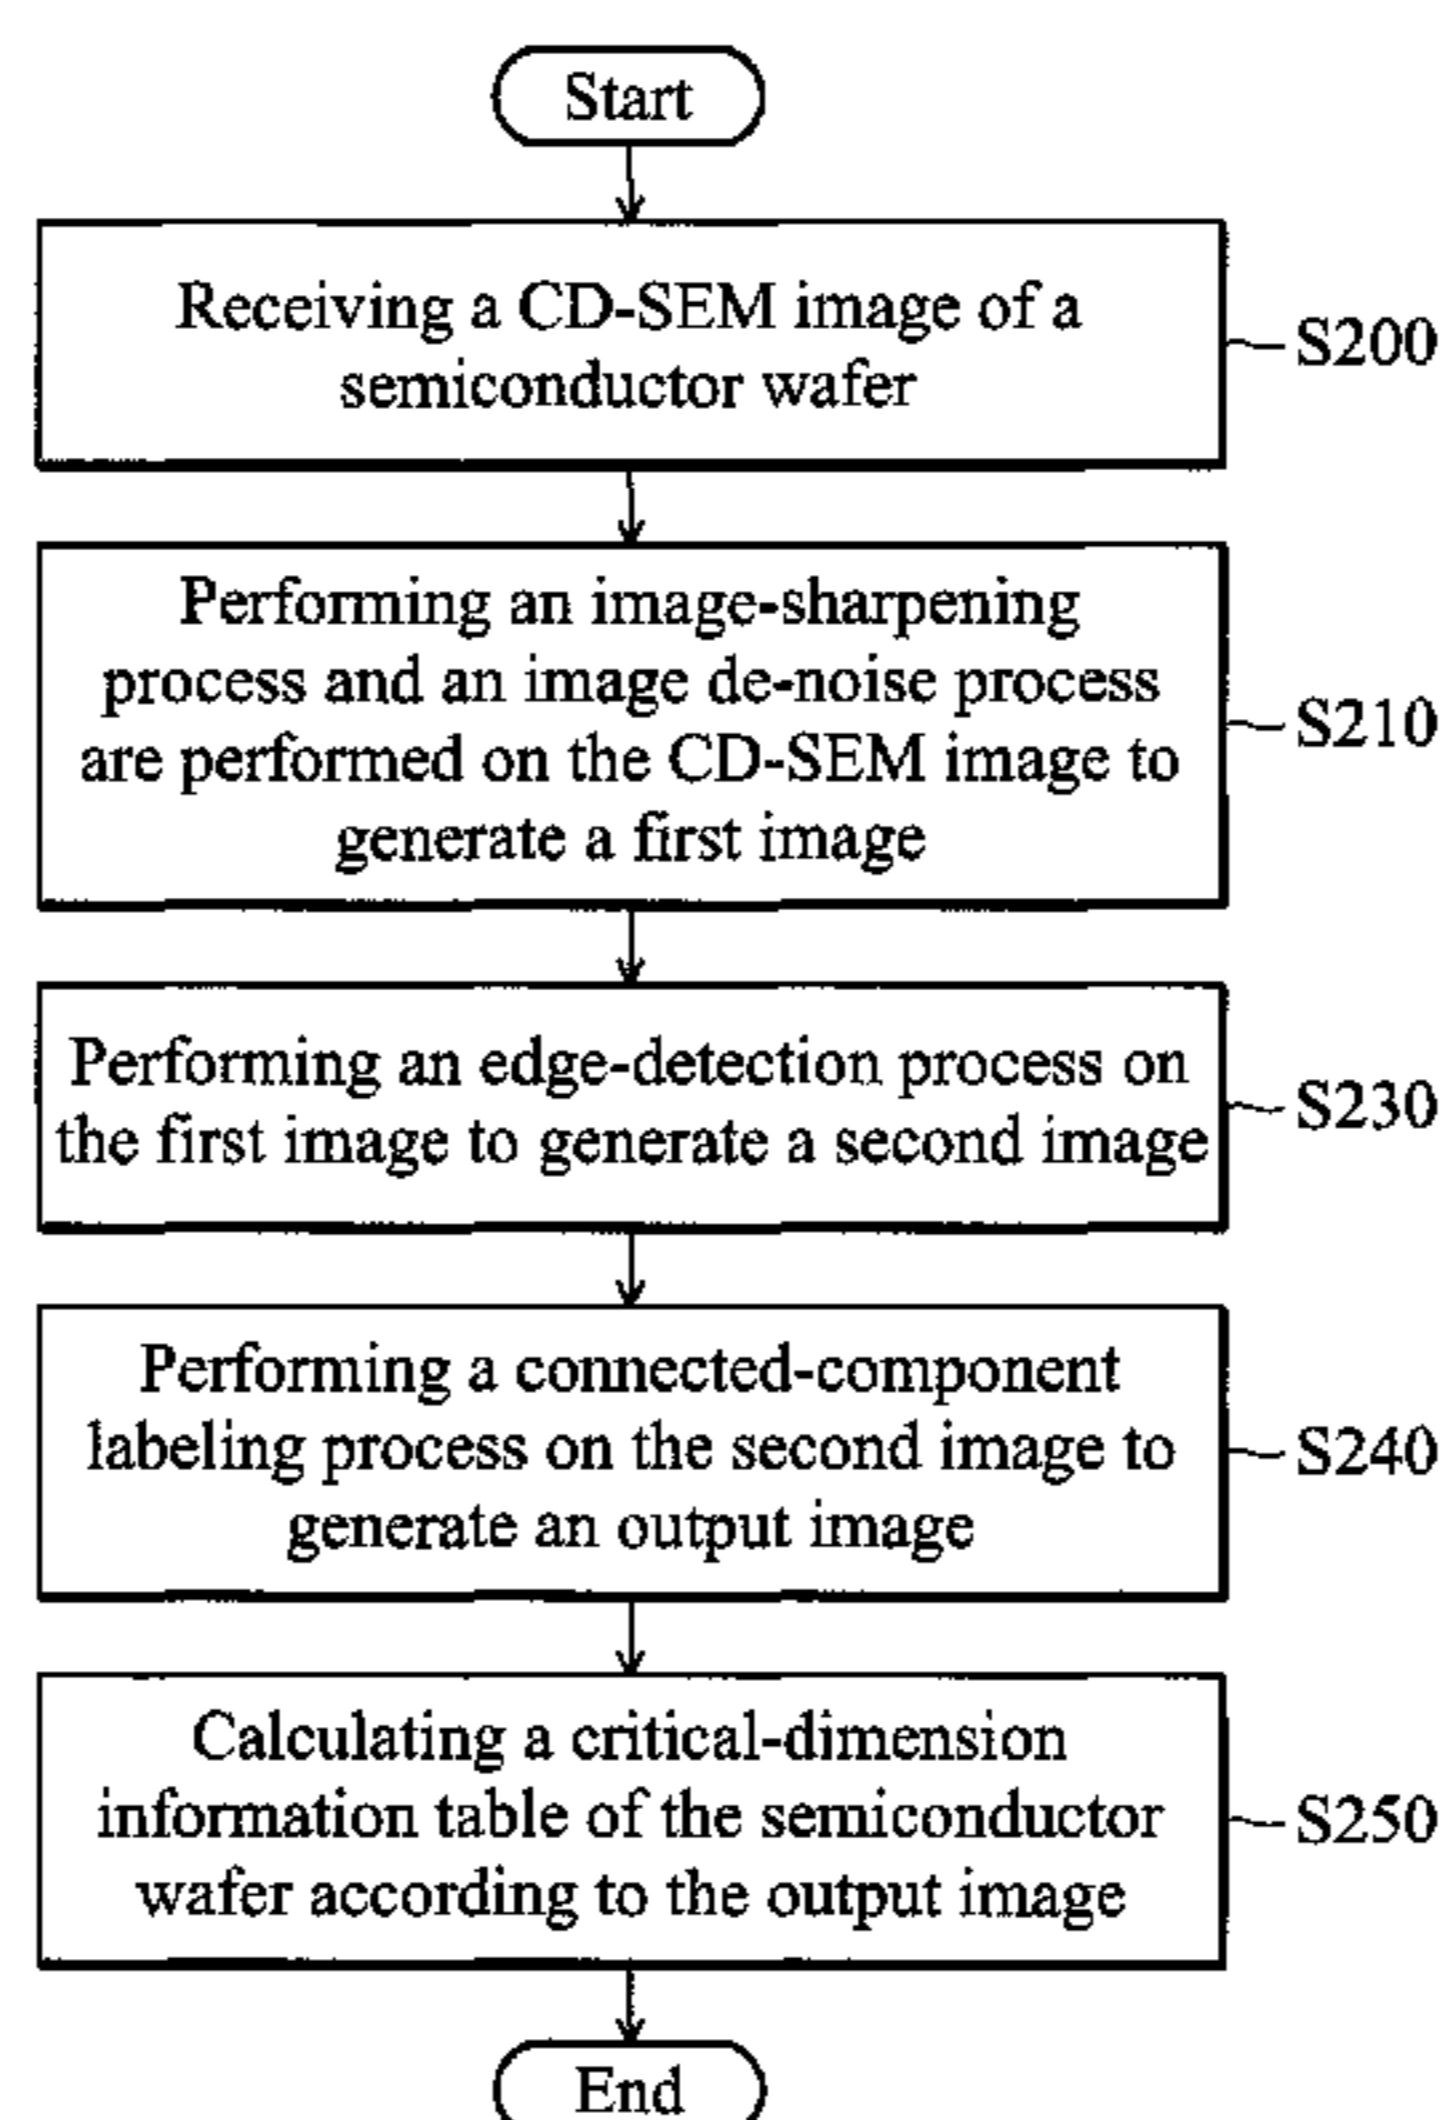 Start
Receiving a CD-SEM image of a
semiconductor wafer
S200
Performing an image-sharpening
process and an image de-noise process
are performed on the CD-SEM image to
generate a first image
S210
Performing an edge-detection process on
the first image to generate a second image
S230
Performing a connected-component
labeling process on the second image to
generate an output image
S240
Calculating a critical-dimension
information table of the semiconductor
wafer according to the output image
S250
End